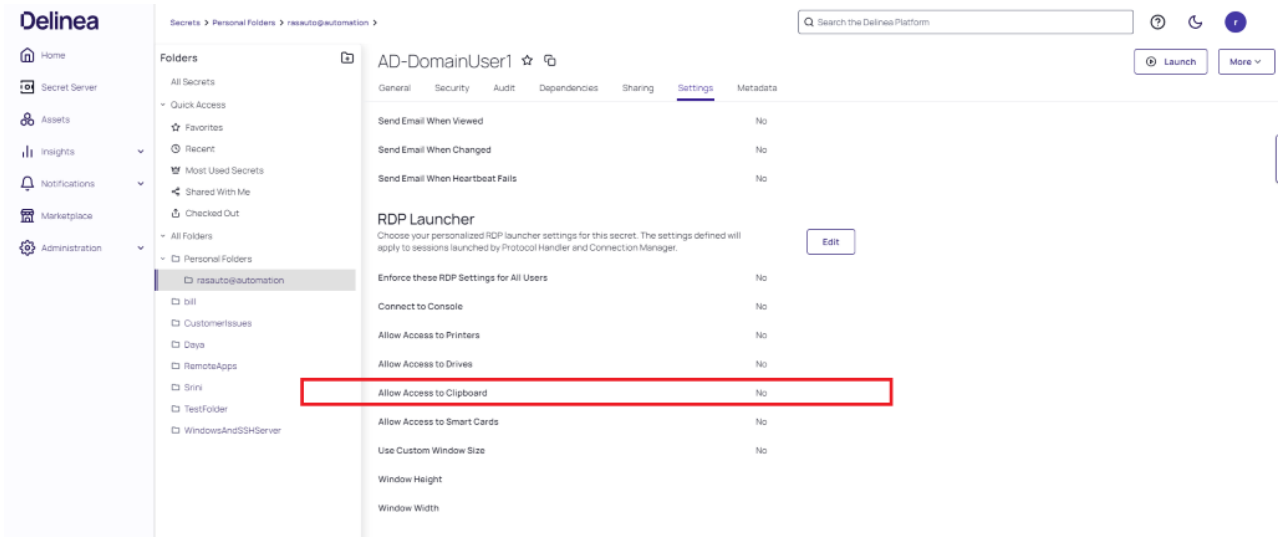 Delinea
Secrets > Personal Folders > rasauto@automation >
Search the Delinea Platform
r
Home
Secret Server
Assets
Insights
Notifications
Marketplace
Administration
Folders
All Secrets
Quick Access
Favorites
Recent
Most Used Secrets
Shared With Me
Checked Out
All Folders
Personal Folders
rasauto@automation
bill
CustomerIssues
Daya
RemoteApps
Srini
TestFolder
WindowsAndSSHServer
AD-DomainUser1
Launch
More
General Security Audit Dependencies Sharing Settings Metadata
Send Email When Viewed No
Send Email When Changed No
Send Email When Heartbeat Fails No
RDP Launcher
Choose your personalized RDP launcher settings for this secret. The settings defined will
apply to sessions launched by Protocol Handler and Connection Manager.
Edit
Enforce these RDP Settings for All Users No
Connect to Console No
Allow Access to Printers No
Allow Access to Drives No
Allow Access to Clipboard No
Allow Access to Smart Cards No
Use Custom Window Size No
Window Height
Window Width